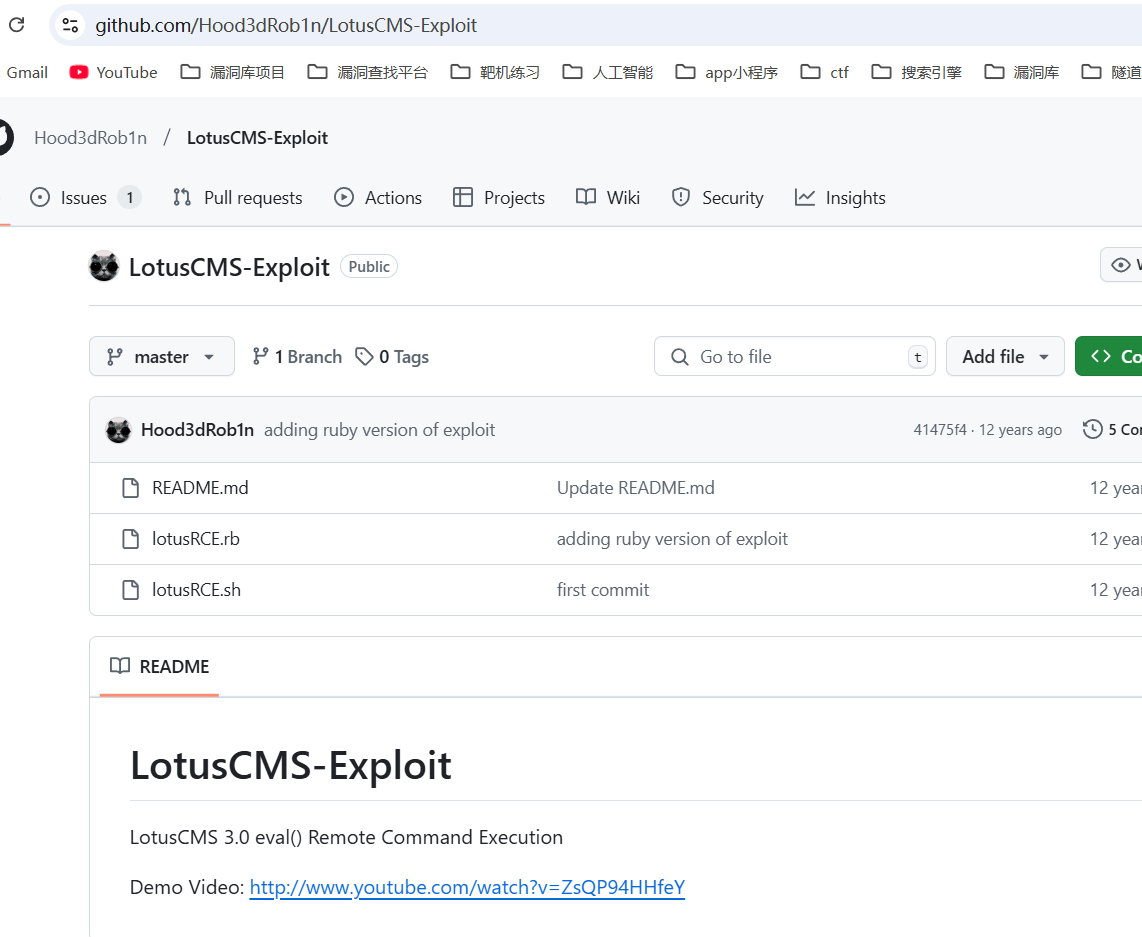 github.com/Hood3dRob1n/LotusCMS-Exploit
Gmail YouTube 漏洞库项目 漏洞查找平台 靶机练习 人工智能 app小程序 ctf 搜索引擎 漏洞库 隧道
Hood3dRob1n / LotusCMS-Exploit
Issues 1 Pull requests Actions Projects Wiki Security Insights
LotusCMS-Exploit Public
master 1 Branch 0 Tags Go to file t Add file
Hood3dRob1n adding ruby version of exploit 41475f4 · 12 years ago 5
README.md Update README.md 12
lotusRCE.rb adding ruby version of exploit 12
lotusRCE.sh first commit 12
README
LotusCMS-Exploit
LotusCMS 3.0 eval() Remote Command Execution
Demo Video: http://www.youtube.com/watch?v=ZsQP94HHfeY